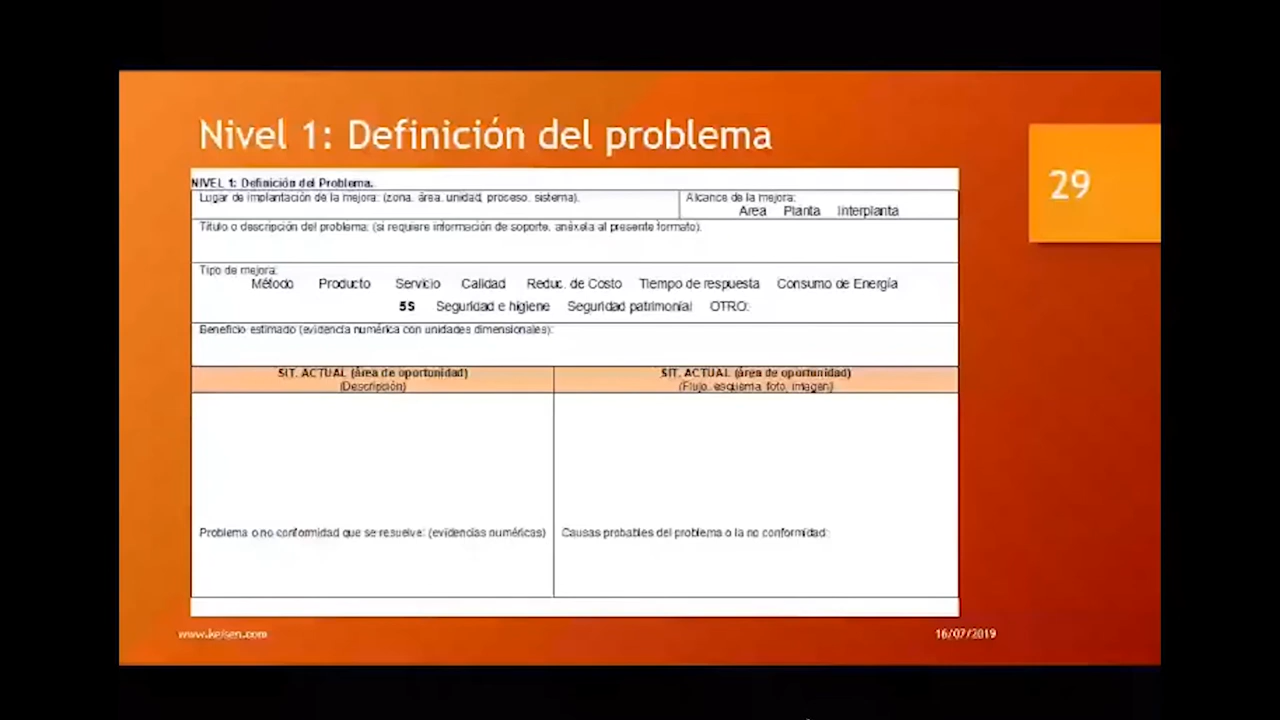 Nivel 1: Definición del problema
29
NIVEL 1: Definición del Problema.
Lugar de implantación de la mejora: (zona, área, unidad, proceso, sistema).
Alcance de la mejora:
Area Planta Interplanta
Título o descripción del problema: (si requiere información de soporte, anéxela al presente formato).
Tipo de mejora:
Método Producto Servicio Calidad Reduc. de Costo Tiempo de respuesta Consumo de Energía
5S Seguridad e higiene Seguridad patrimonial OTRO:
Beneficio estimado (evidencia numérica con unidades dimensionales):
SIT. ACTUAL (área de oportunidad)
(Descripción)
SIT. ACTUAL (área de oportunidad)
(Flujo, esquema, foto, imagen)
Problema o no conformidad que se resuelve: (evidencias numéricas)
Causas probables del problema o la no conformidad:
www.keisen.com
16/07/2019